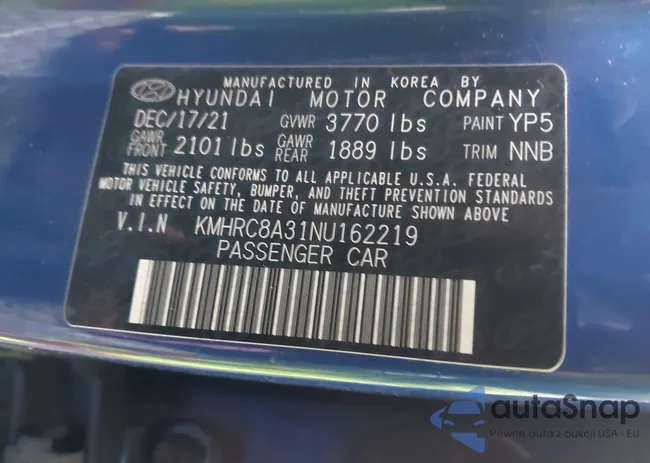 MANUFACTURED IN KOREA BY
HYUNDAI MOTOR COMPANY
DEC/17/21 GVWR 3770 lbs PAINT YP5
GAWR FRONT 2101 lbs GAWR REAR 1889 lbs TRIM NNB
THIS VEHICLE CONFORMS TO ALL APPLICABLE U.S.A. FEDERAL
MOTOR VEHICLE SAFETY, BUMPER, AND THEFT PREVENTION STANDARDS
IN EFFECT ON THE DATE OF MANUFACTURE SHOWN ABOVE
V.I.N KMHRC8A31NU162219
PASSENGER CAR
autaSnap
Pewne auta z aukcji USA i EU